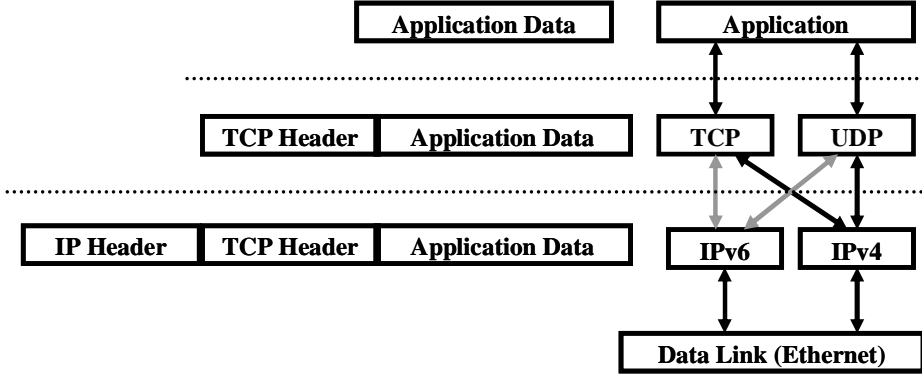 Application Data Application
TCP Header Application Data TCP UDP
IP Header TCP Header Application Data IPv6 IPv4
Data Link (Ethernet)